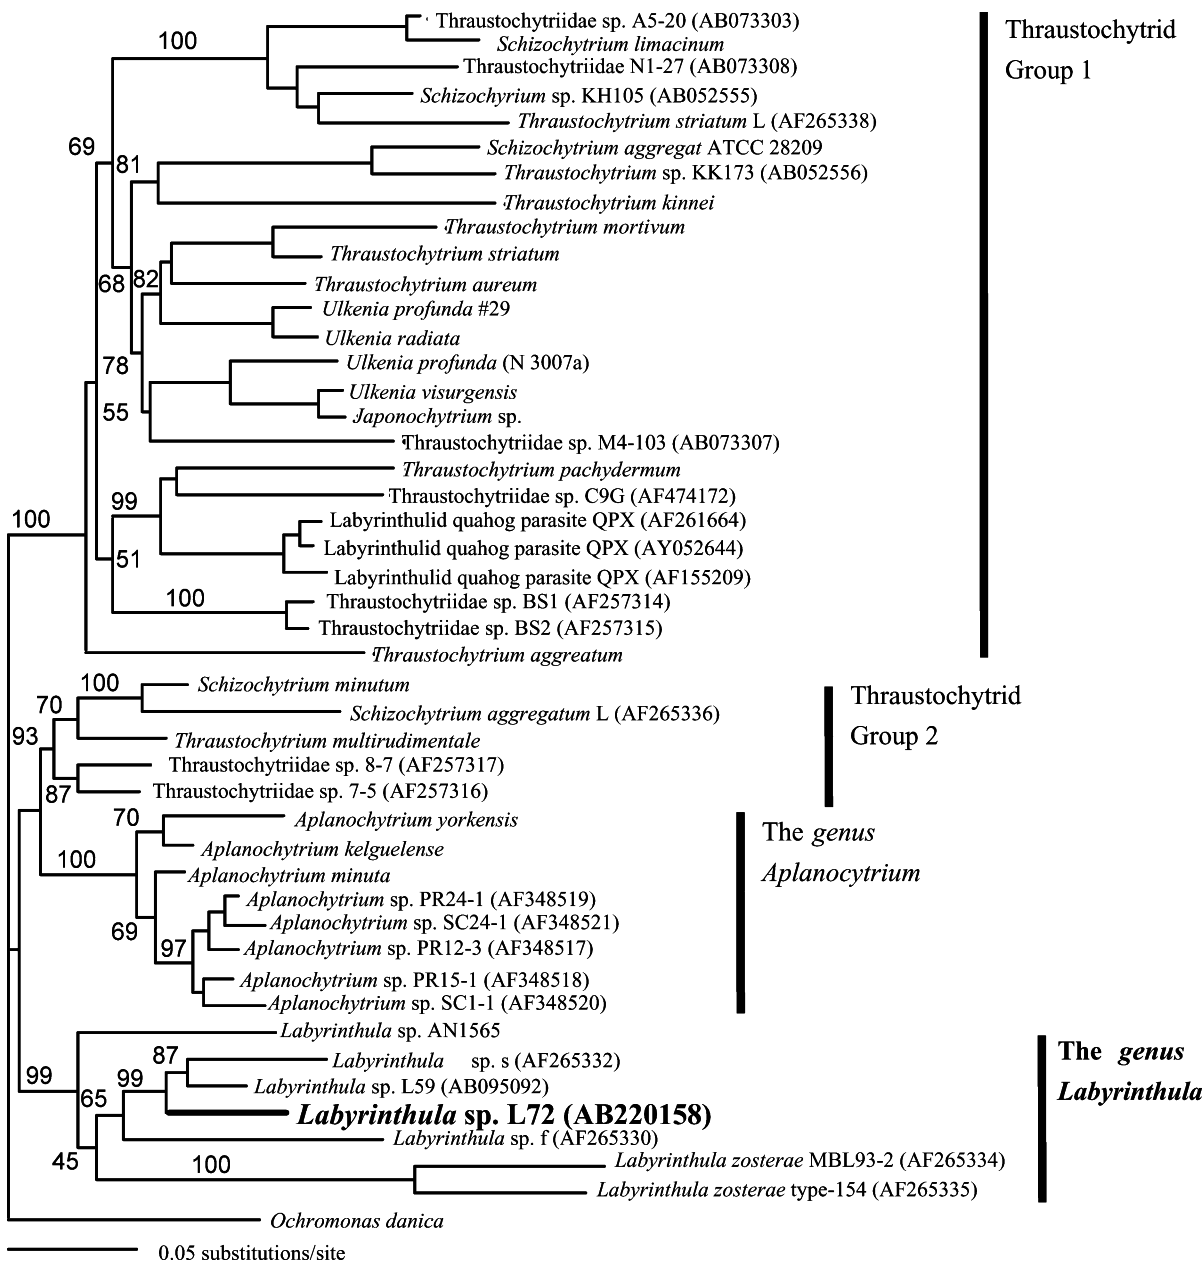 Thraustochytriidae sp. A5-20 (AB073303)
Schizochytrium limacinum
100
Thraustochytriidae N1-27 (AB073308)
Schizochyrium sp. KH105 (AB052555)
Thraustochytrium striatum L (AF265338)
Thraustochytrid
Group 1
69
81
Schizochytrium aggregat ATCC 28209
Thraustochytrium sp. KK173 (AB052556)
Thraustochytrium kinnei
Thraustochytrium mortivum
Thraustochytrium striatum
68
82
Thraustochytrium aureum
Ulkenia profunda #29
Ulkenia radiata
78
Ulkenia profunda (N 3007a)
Ulkenia visurgensis
55
Japonochytrium sp.
Thraustochytriidae sp. M4-103 (AB073307)
Thraustochytrium pachydermum
99
Thraustochytriidae sp. C9G (AF474172)
100
Labyrinthulid quahog parasite QPX (AF261664)
Labyrinthulid quahog parasite QPX (AY052644)
51
Labyrinthulid quahog parasite QPX (AF155209)
100
Thraustochytriidae sp. BS1 (AF257314)
Thraustochytriidae sp. BS2 (AF257315)
Thraustochytrium aggreatum
100
Schizochytrium minutum
70
Schizochytrium aggregatum L (AF265336)
93
Thraustochytrium multirudimentale
Thraustochytriidae sp. 8-7 (AF257317)
87
Thraustochytriidae sp. 7-5 (AF257316)
Thraustochytrid
Group 2
70
Aplanochytrium yorkensis
100
Aplanochytrium kelguelense
Aplanochytrium minuta
Aplanochytrium sp. PR24-1 (AF348519)
69
Aplanochytrium sp. SC24-1 (AF348521)
97
Aplanochytrium sp. PR12-3 (AF348517)
Aplanochytrium sp. PR15-1 (AF348518)
Aplanochytrium sp. SC1-1 (AF348520)
The genus
Aplanocytrium
Labyrinthula sp. AN1565
87
Labyrinthula sp. s (AF265332)
99
99
Labyrinthula sp. L59 (AB095092)
65
Labyrinthula sp. L72 (AB220158)
Labyrinthula sp. f (AF265330)
45
100
Labyrinthula zosterae MBL93-2 (AF265334)
Labyrinthula zosterae type-154 (AF265335)
The genus
Labyrinthula
Ochromonas danica
0.05 substitutions/site